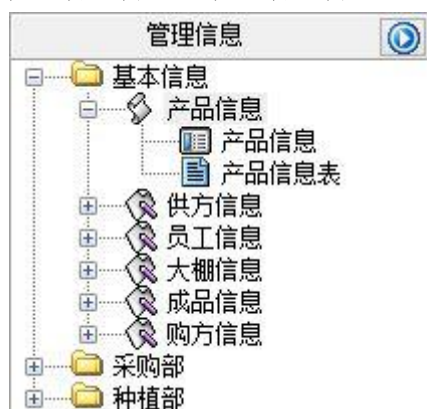 管理信息
基本信息
产品信息
产品信息
产品信息表
供方信息
员工信息
大棚信息
成品信息
购方信息
采购部
种植部